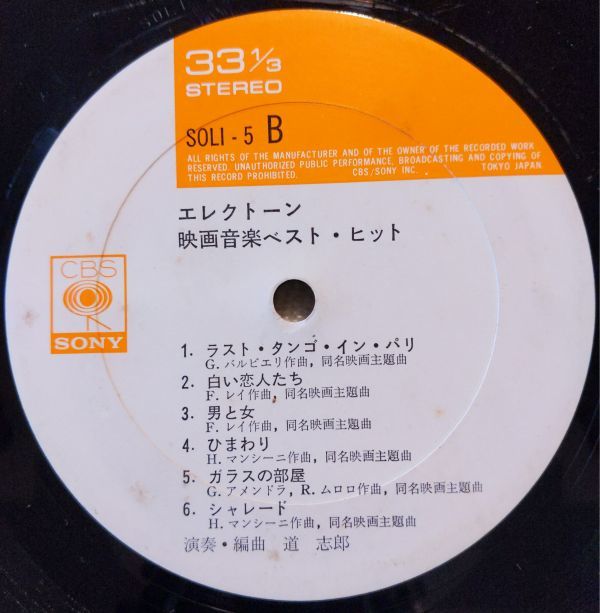 33 1/3
STEREO
SOLI - 5 B
ALL RIGHTS OF THE MANUFACTURER AND OF THE OWNER OF THE RECORDED WORK
RESERVED. UNAUTHORIZED PUBLIC PERFORMANCE, BROADCASTING AND COPYING OF
THIS RECORD PROHIBITED. CBS/SONY INC. TOKYO JAPAN.
エレクトーン
映画音楽ベスト・ヒット
CBS
SONY
1. ラスト・タンゴ・イン・パリ
G. バルビエリ作曲, 同名映画主題曲
2. 白い恋人たち
F. レイ作曲, 同名映画主題曲
3. 男と女
F. レイ作曲, 同名映画主題曲
4. ひまわり
H. マンシーニ作曲, 同名映画主題曲
5. ガラスの部屋
G. アメンドラ, R. ムロロ作曲, 同名映画主題曲
6. シャレード
H. マンシーニ作曲, 同名映画主題曲
演奏・編曲 道 志郎